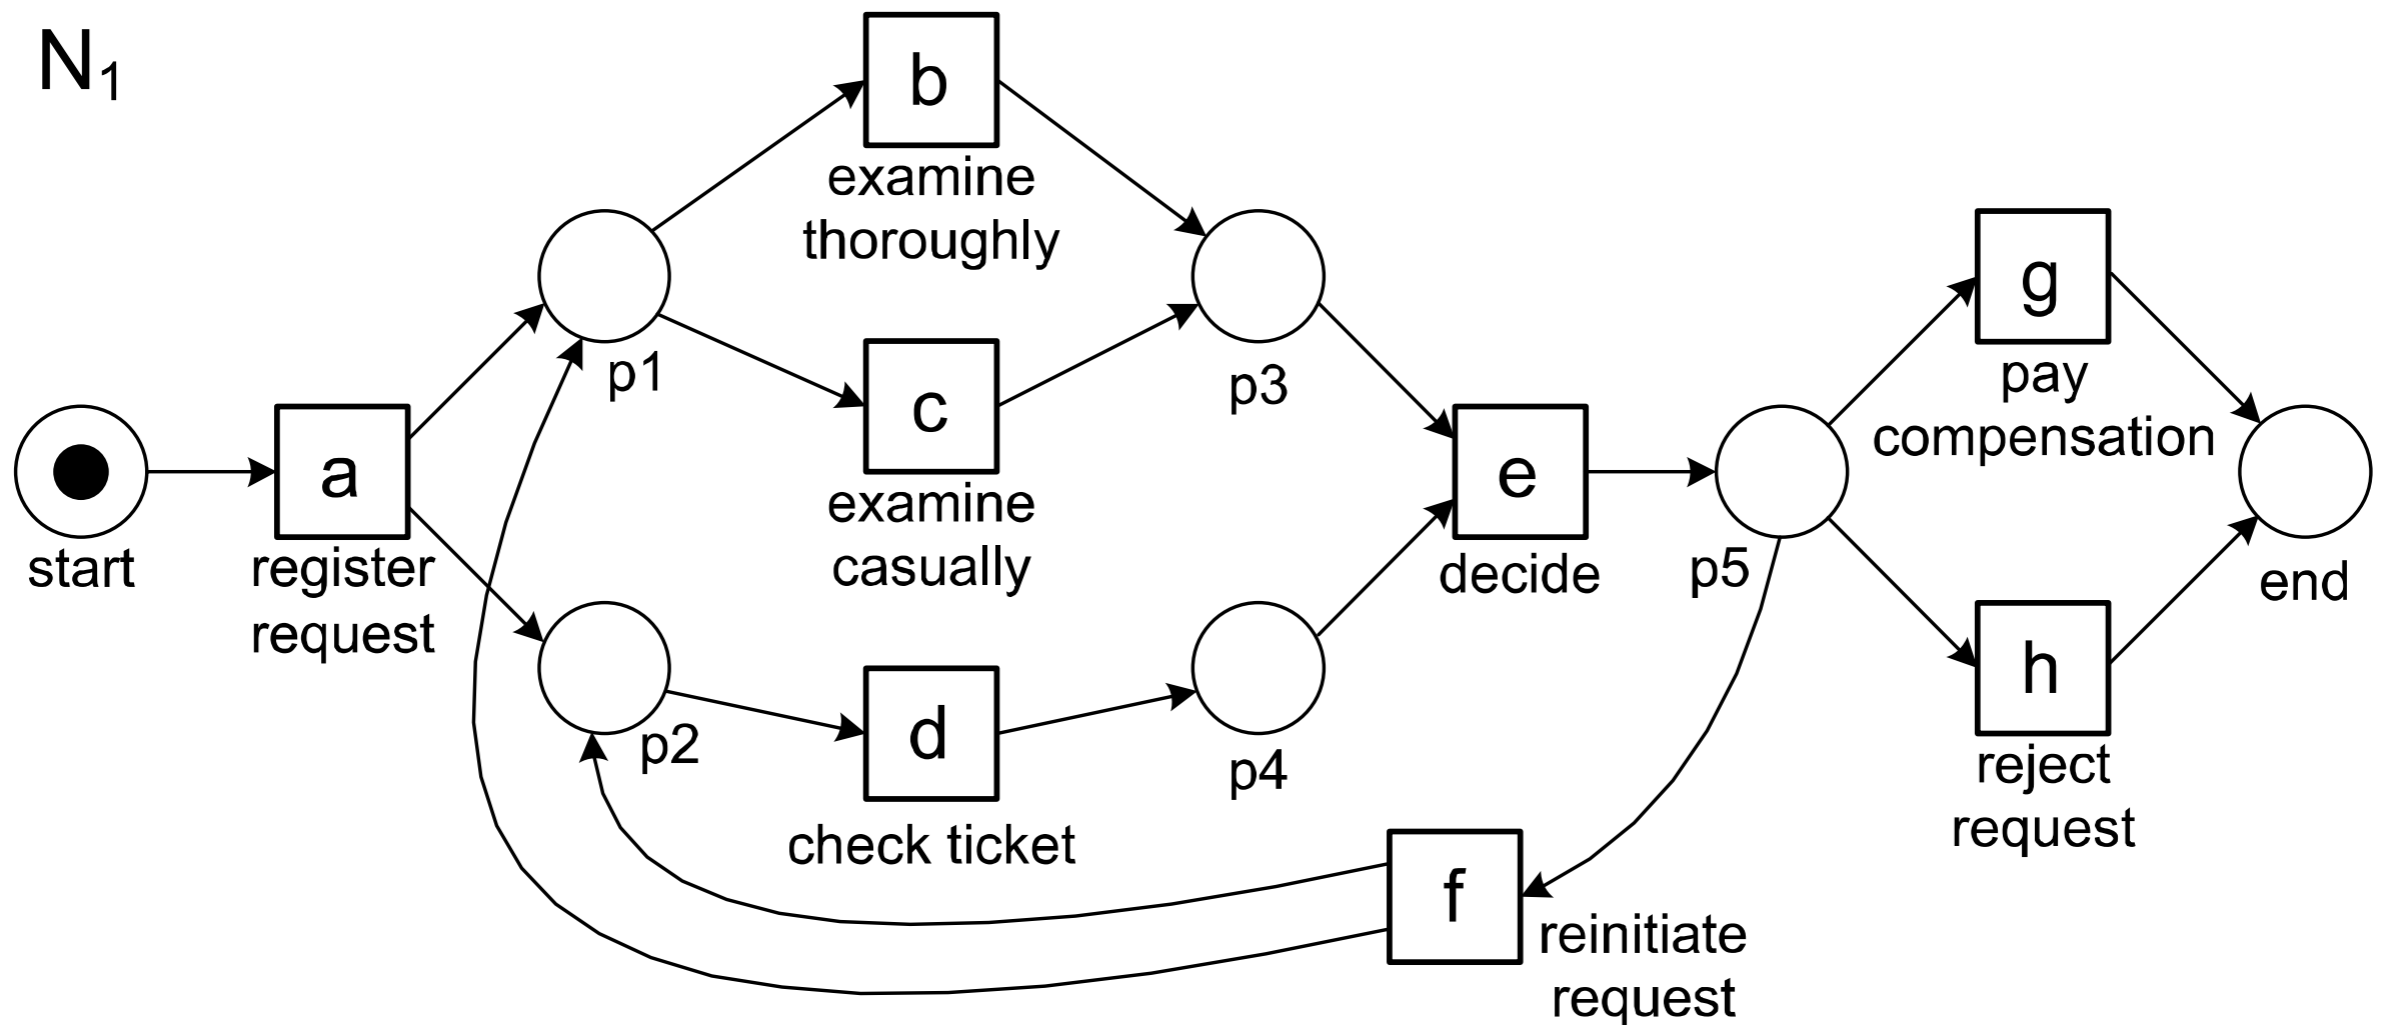 N1
b
examine
thoroughly
p1
c
examine
casually
p3
g
pay
compensation
start
a
register
request
e
decide
p5
end
p2
d
check ticket
p4
h
reject
request
f
reinitiate
request